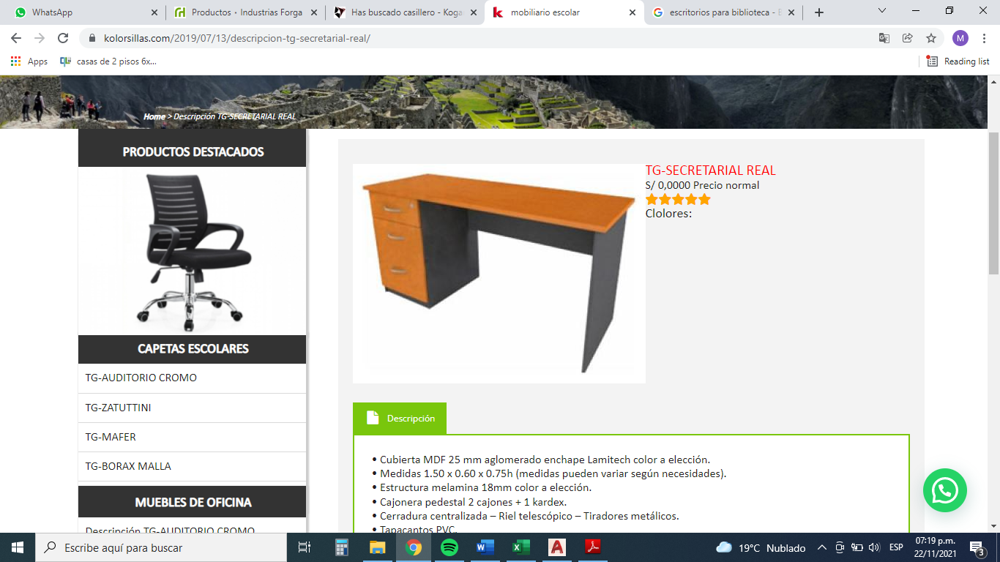 WhatsApp
Productos • Industrias Forga
Has buscado casillero - Koga
mobiliario escolar
escritorios para biblioteca - B
kolorsillas.com/2019/07/13/descripcion-tg-secretarial-real/
M
Apps
casas de 2 pisos 6x...
Reading list
Home > Descripción TG-SECRETARIAL REAL
PRODUCTOS DESTACADOS
CAPETAS ESCOLARES
TG-AUDITORIO CROMO
TG-ZATUTTINI
TG-MAFER
TG-BORAX MALLA
MUEBLES DE OFICINA
Descripción TG-AUDITORIO CROMO
TG-SECRETARIAL REAL
S/ 0,0000 Precio normal
Clolores:
Descripción
• Cubierta MDF 25 mm aglomerado enchape Lamitech color a elección.
• Medidas 1.50 x 0.60 x 0.75h (medidas pueden variar según necesidades).
• Estructura melamina 18mm color a elección.
• Cajonera pedestal 2 cajones + 1 kardex.
• Cerradura centralizada – Riel telescópico – Tiradores metálicos.
• Tapacantos PVC.
Escribe aquí para buscar
19°C Nublado
ESP
07:19 p.m.
22/11/2021
3